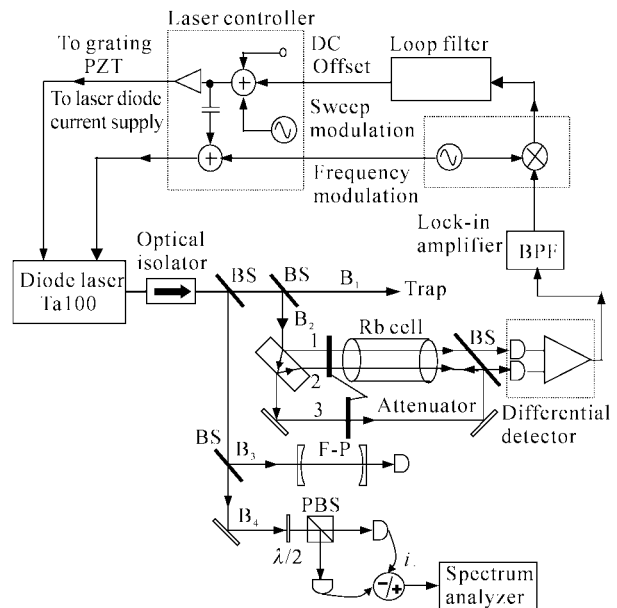 Laser controller
To grating
PZT
DC
Offset
Loop filter
To laser diode
current supply
Sweep
modulation
Frequency
modulation
Lock-in
amplifier
BPF
Optical
isolator
Diode laser
Ta100
BS
BS
B1
Trap
B2
1
Rb cell
BS
2
3
Attenuator
Differential
detector
BS
B3
F-P
B4
PBS
λ/2
i-
−/+
Spectrum
analyzer